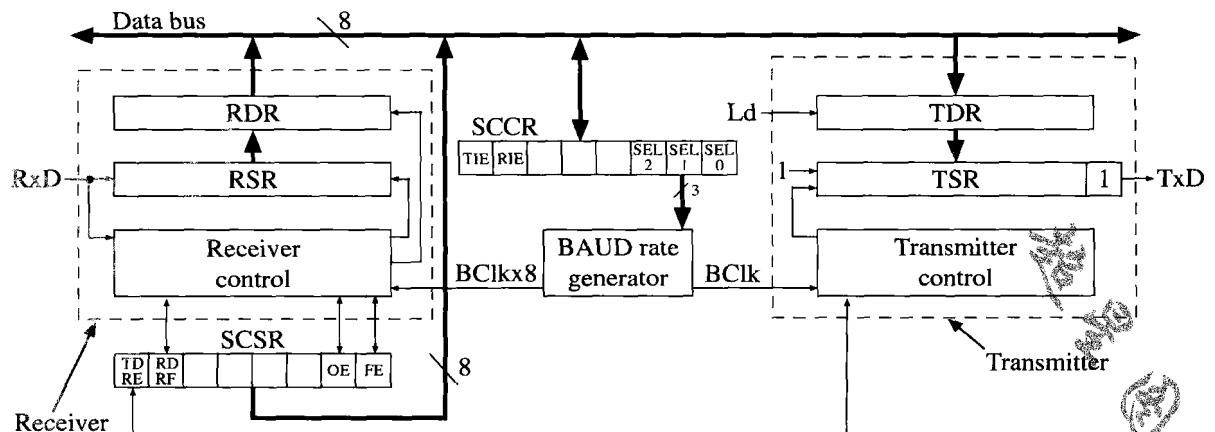 Data bus
8
RDR
RSR
RxD
Receiver
control
SCCR
TIE RIE SEL 2 SEL 1 SEL 0
3
BAUD rate
generator
BClkx8
BClk
Ld
TDR
1
TSR
1
TxD
Transmitter
control
SCSR
TD RE RD RF OE FE
8
Transmitter
Receiver